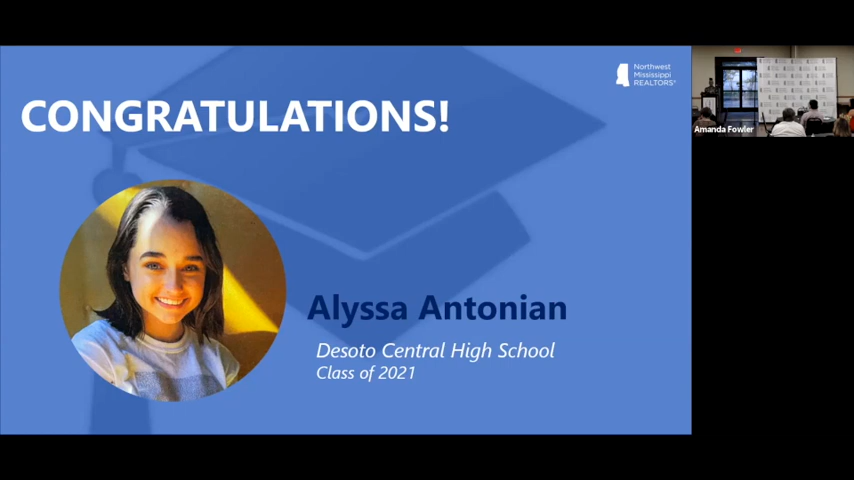 CONGRATULATIONS!
Northwest
Mississippi
REALTORS®
Alyssa Antonian
Desoto Central High School
Class of 2021
Amanda Fowler